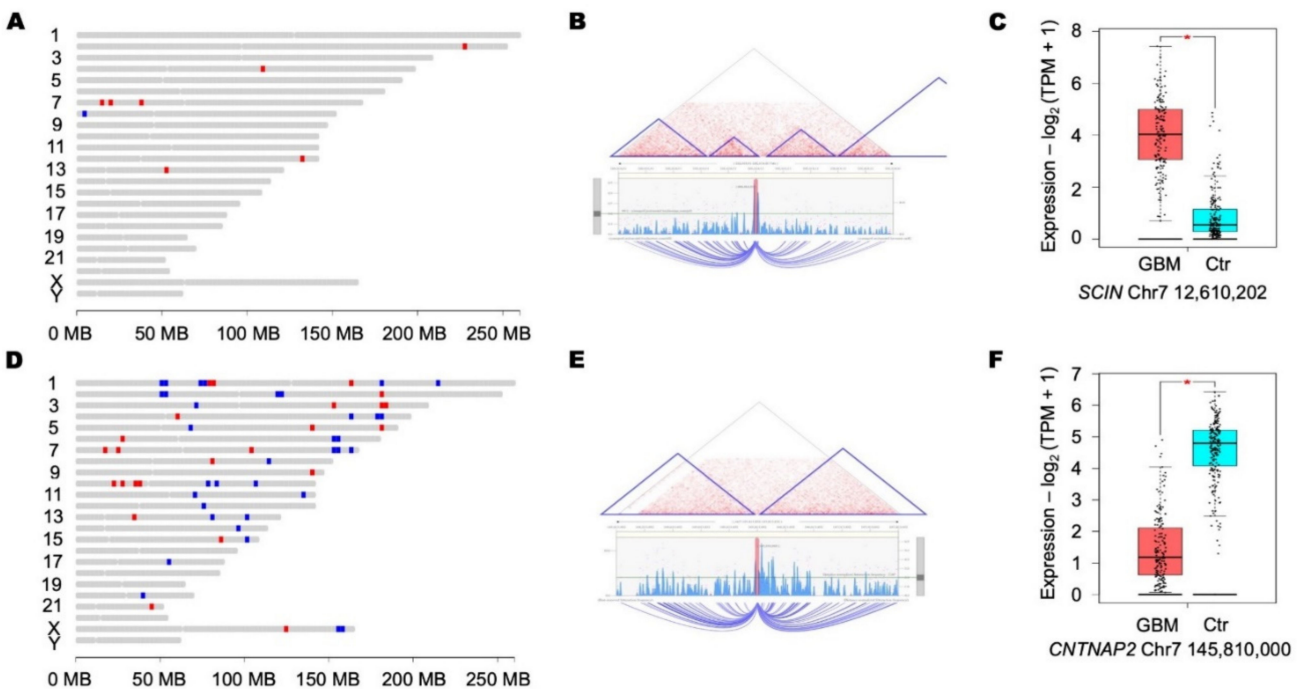 A
1
3
5
7
9
11
13
15
17
19
21
X
Y
0 MB
50 MB
100 MB
150 MB
200 MB
250 MB
B
C
Expression – log2 (TPM + 1)
8
6
4
2
0
*
GBM
Ctr
SCIN Chr7 12,610,202
D
1
3
5
7
9
11
13
15
17
19
21
X
Y
0 MB
50 MB
100 MB
150 MB
200 MB
250 MB
E
F
Expression – log2 (TPM + 1)
7
6
5
4
3
2
1
0
*
GBM
Ctr
CNTNAP2 Chr7 145,810,000